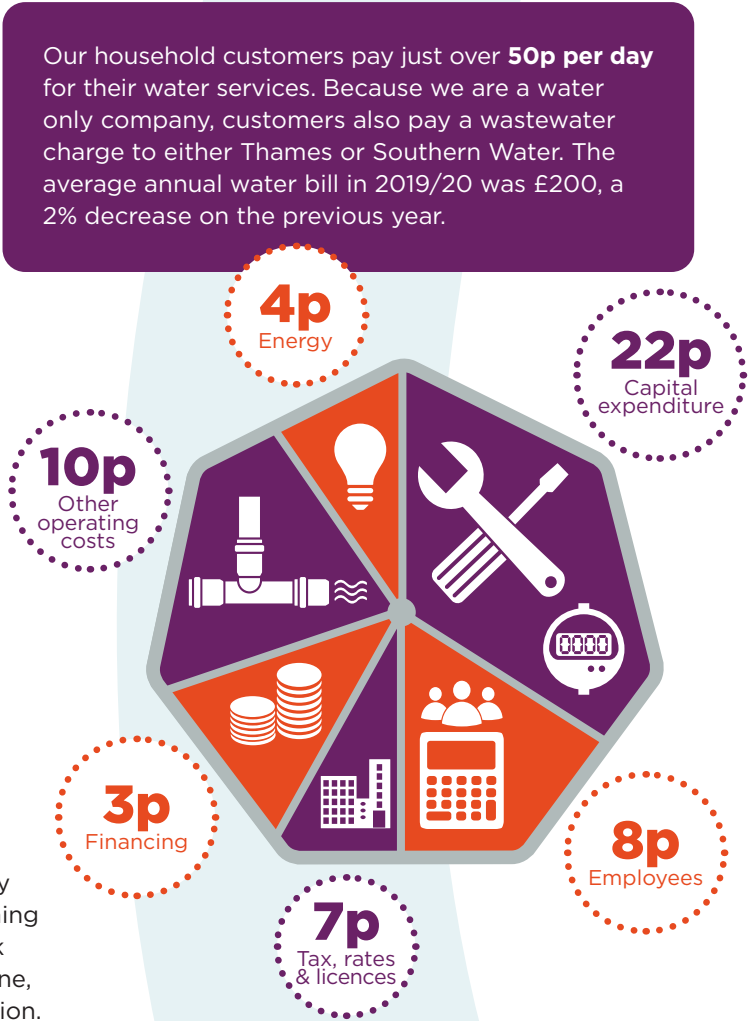 Our household customers pay just over 50p per day
for their water services. Because we are a water
only company, customers also pay a wastewater
charge to either Thames or Southern Water. The
average annual water bill in 2019/20 was £200, a
2% decrease on the previous year.
4p
Energy
22p
Capital
expenditure
10p
Other
operating
costs
0000
3p
Financing
8p
Employees
7p
Tax, rates
& licences